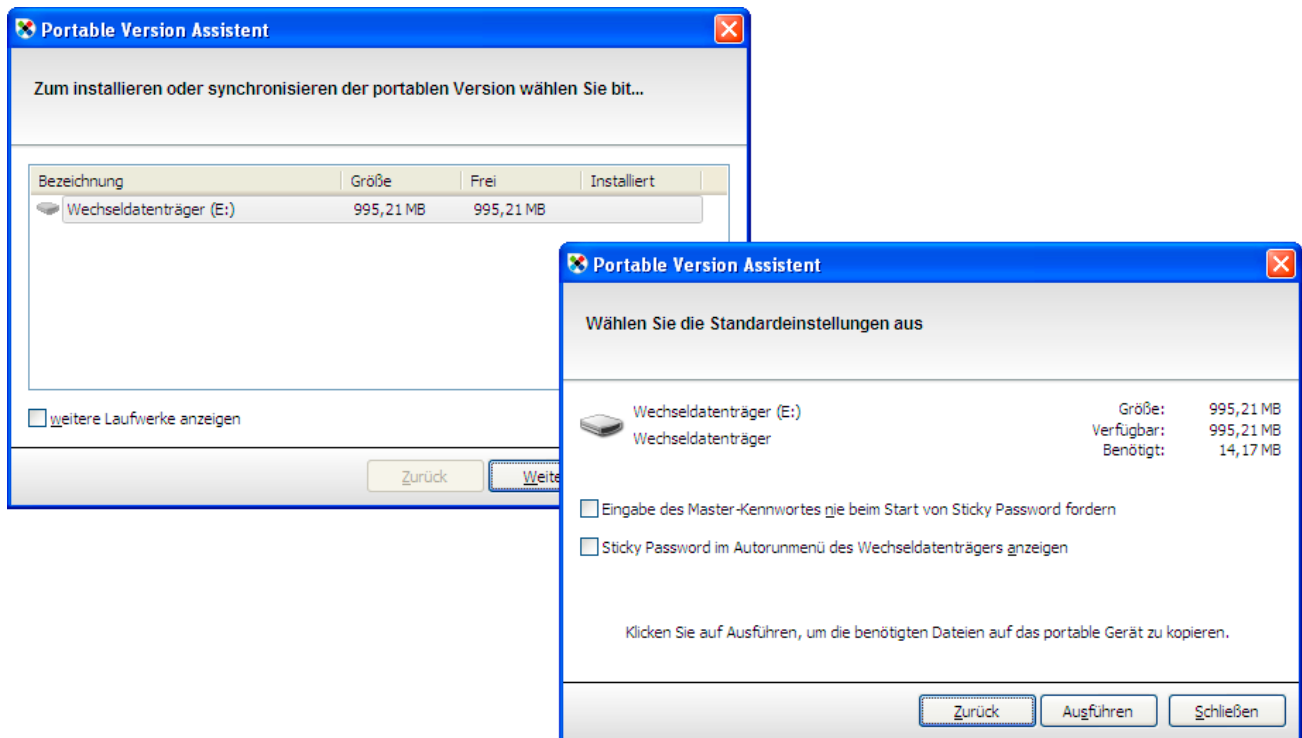 Portable Version Assistent
Zum installieren oder synchronisieren der portablen Version wählen Sie bit...
Bezeichnung Größe Frei Installiert
Wechseldatenträger (E:) 995,21 MB 995,21 MB
weitere Laufwerke anzeigen
Zurück Weite
Portable Version Assistent
Wählen Sie die Standardeinstellungen aus
Wechseldatenträger (E:)
Wechseldatenträger
Größe: 995,21 MB
Verfügbar: 995,21 MB
Benötigt: 14,17 MB
Eingabe des Master-Kennwortes nie beim Start von Sticky Password fordern
Sticky Password im Autorunmenü des Wechseldatenträgers anzeigen
Klicken Sie auf Ausführen, um die benötigten Dateien auf das portable Gerät zu kopieren.
Zurück Ausführen Schließen